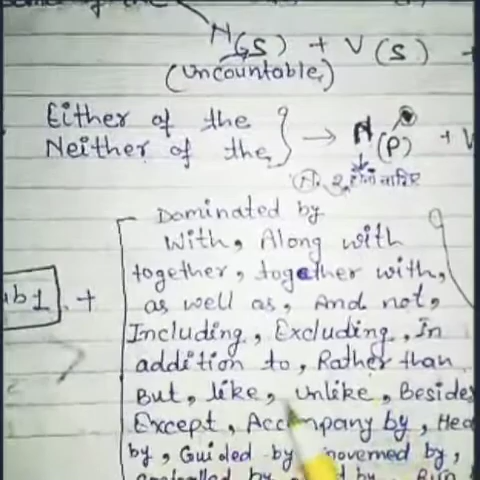 N(S) + V(S) +
(Uncountable)
Either of the
Neither of the } → N(P) + V
Dominated by
With, Along with
together, together with,
ub1 + as well as, And not,
Including, Excluding, In
addition to, Rather than
But, like, Unlike, Besides
Except, Accompany by, Hea
by, Guided by, Governed by,